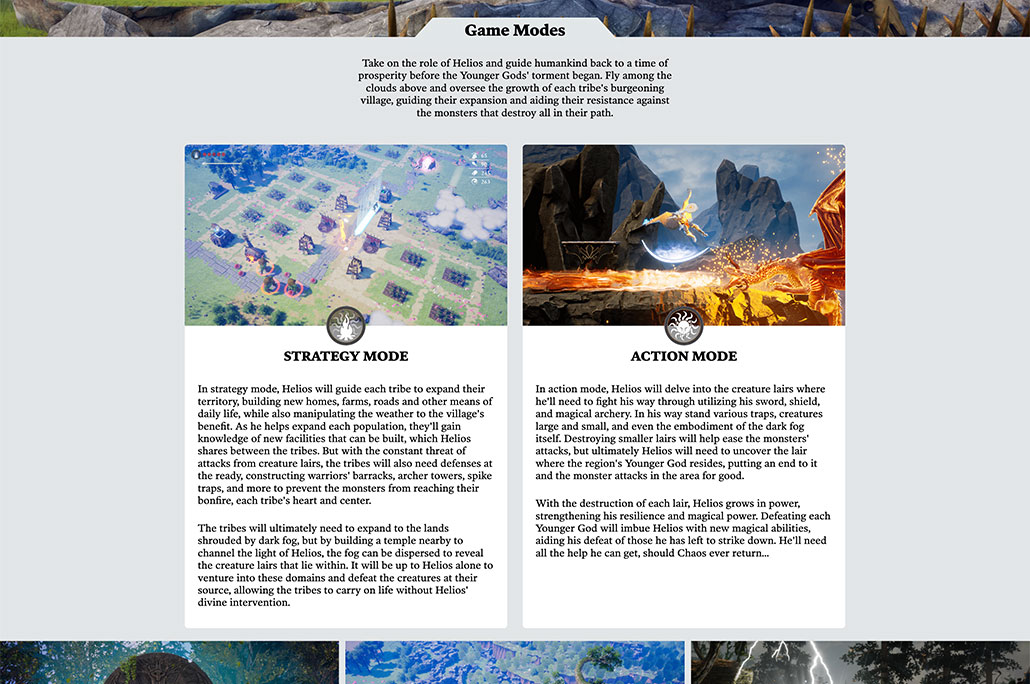 Game Modes
Take on the role of Helios and guide humankind back to a time of
prosperity before the Younger Gods' torment began. Fly among the
clouds above and oversee the growth of each tribe's burgeoning
village, guiding their expansion and aiding their resistance against
the monsters that destroy all in their path.
STRATEGY MODE
In strategy mode, Helios will guide each tribe to expand their
territory, building new homes, farms, roads and other means of
daily life, while also manipulating the weather to the village's
benefit. As he helps expand each population, they'll gain
knowledge of new facilities that can be built, which Helios
shares between the tribes. But with the constant threat of
attacks from creature lairs, the tribes will also need defenses at
the ready, constructing warriors' barracks, archer towers, spike
traps, and more to prevent the monsters from reaching their
bonfire, each tribe's heart and center.
The tribes will ultimately need to expand to the lands
shrouded by dark fog, but by building a temple nearby to
channel the light of Helios, the fog can be dispersed to reveal
the creature lairs that lie within. It will be up to Helios alone to
venture into these domains and defeat the creatures at their
source, allowing the tribes to carry on life without Helios'
divine intervention.
ACTION MODE
In action mode, Helios will delve into the creature lairs where
he'll need to fight his way through utilizing his sword, shield,
and magical archery. In his way stand various traps, creatures
large and small, and even the embodiment of the dark fog
itself. Destroying smaller lairs will help ease the monsters'
attacks, but ultimately Helios will need to uncover the lair
where the region's Younger God resides, putting an end to it
and the monster attacks in the area for good.
With the destruction of each lair, Helios grows in power,
strengthening his resilience and magical power. Defeating each
Younger God will imbue Helios with new magical abilities,
aiding his defeat of those he has left to strike down. He'll need
all the help he can get, should Chaos ever return...